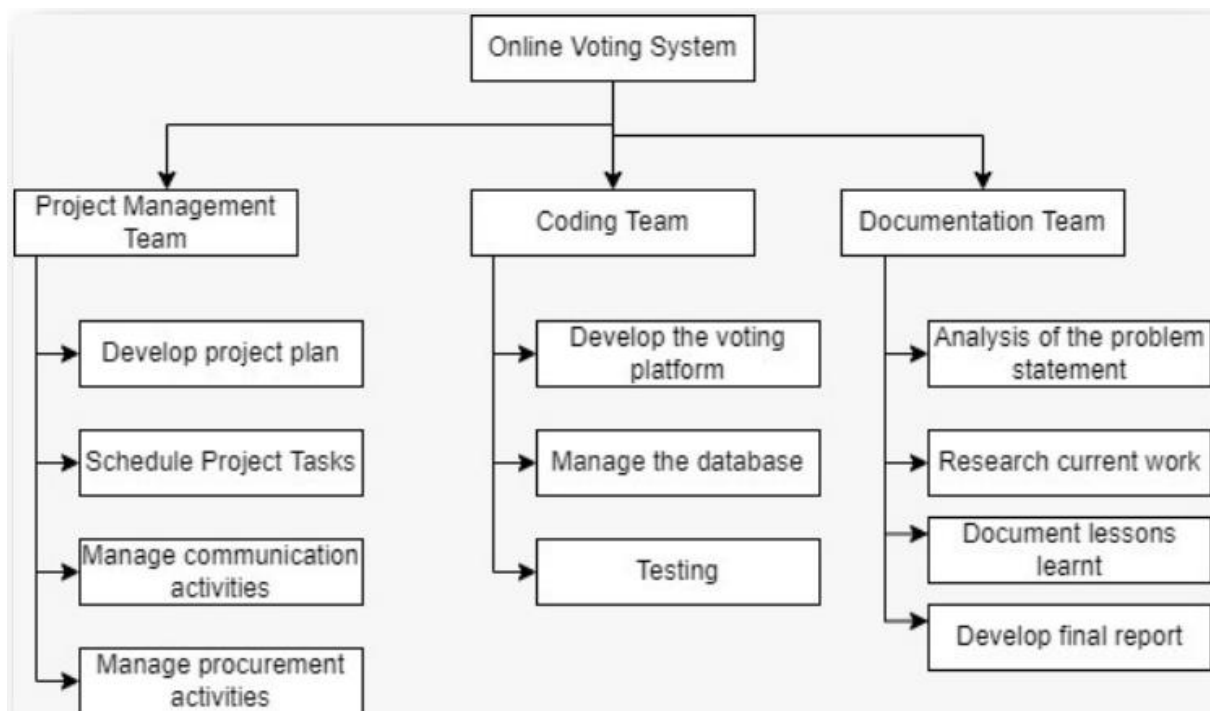 Online Voting System
Project Management
Team
Coding Team
Documentation Team
Develop project plan
Schedule Project Tasks
Manage communication
activities
Manage procurement
activities
Develop the voting
platform
Manage the database
Testing
Analysis of the problem
statement
Research current work
Document lessons
learnt
Develop final report